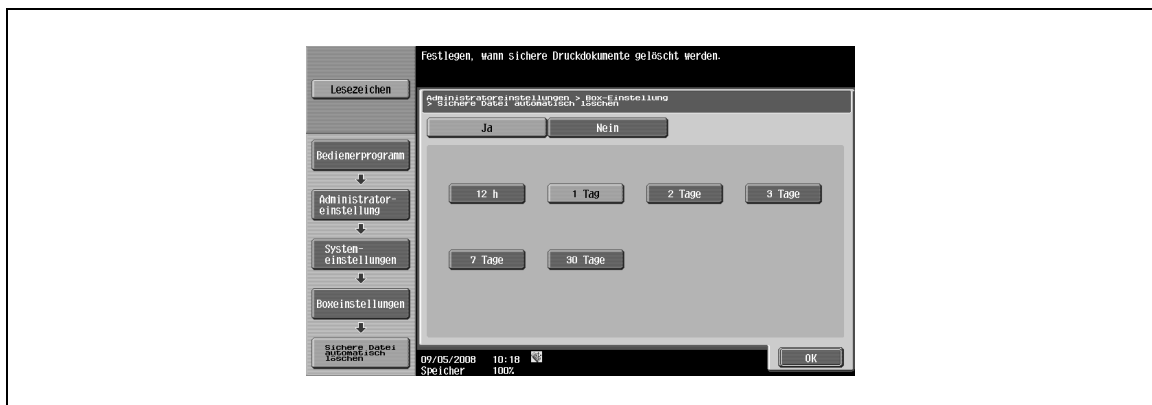 Festlegen, wann sichere Druckdokumente gelöscht werden.
Lesezeichen
Administratoreinstellungen > Box-Einstellung
> Sichere Datei automatisch löschen
Ja
Nein
Bedienerprogramm
Administrator-
einstellung
System-
einstellungen
Boxeinstellungen
Sichere Datei
automatisch
löschen
12 h
1 Tag
2 Tage
3 Tage
7 Tage
30 Tage
09/05/2008 10:18
Speicher 100%
OK